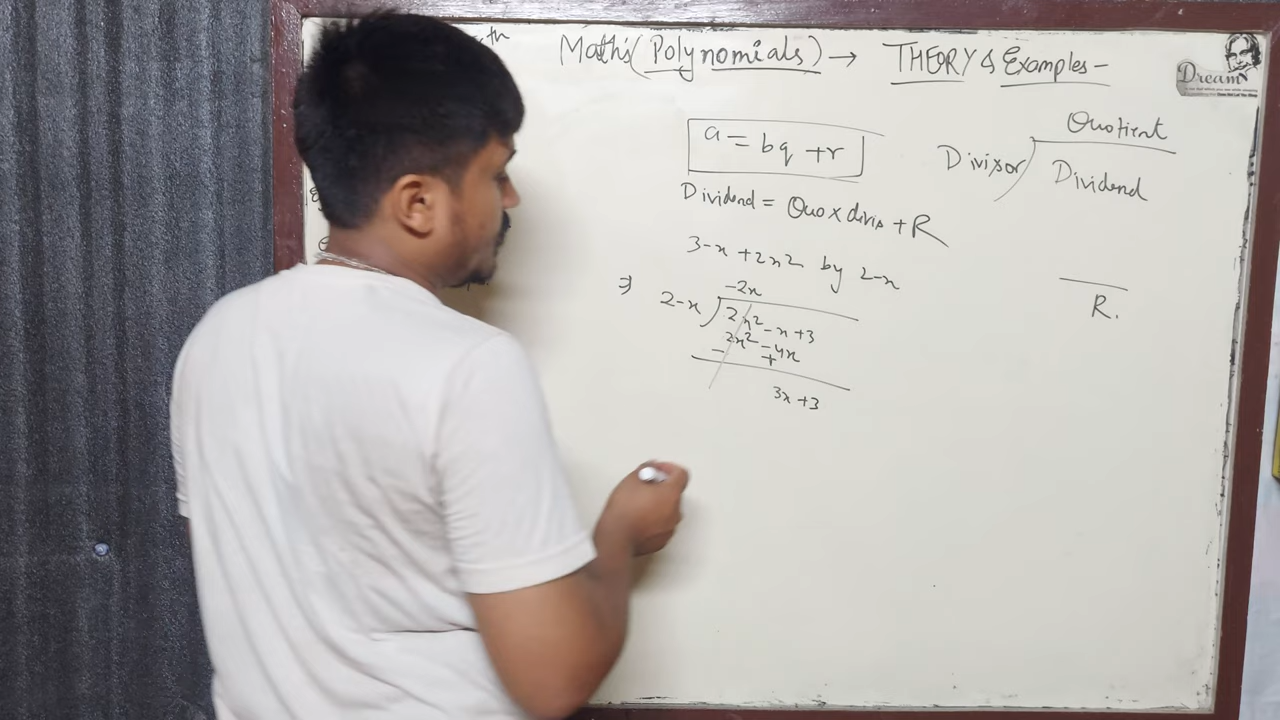 th Maths (Polynomials) → THEORY & Examples -
Dream
a = bq + r
Quotient
Divisor) Dividend
Dividend = Quo x divis + R
3-x+2x2 by 2-x
R.
⇒
-2x
2-x) 2x² - x + 3
2x² - 4x
- +
3x + 3